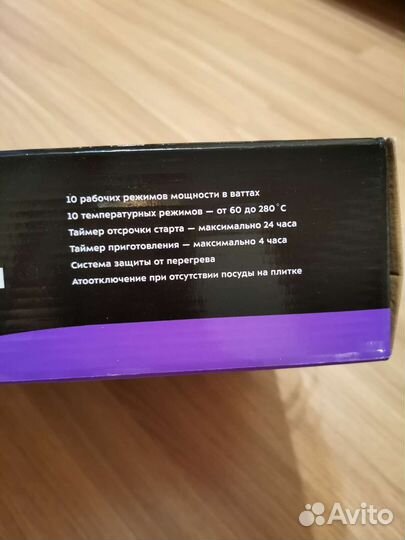 10 рабочих режимов мощности в ваттах
10 температурных режимов — от 60 до 280°С
Таймер отсрочки старта — максимально 24 часа
Таймер приготовления — максимально 4 часа
Система защиты от перегрева
Атоотключение при отсутствии посуды на плитке
Avito